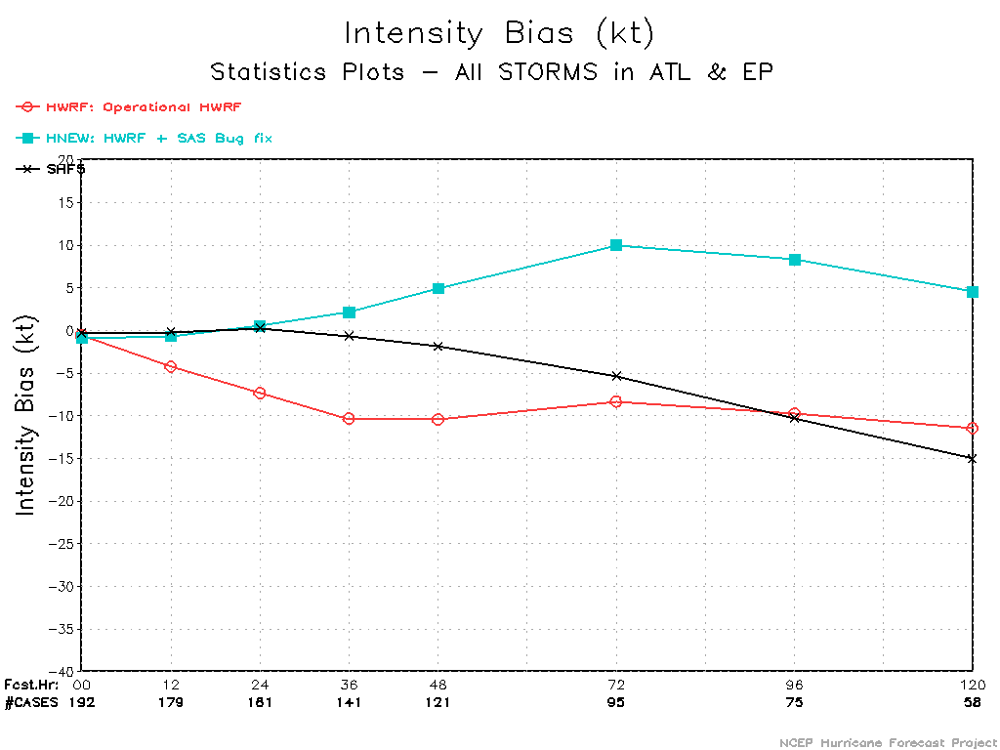 Intensity Bias (kt)
Statistics Plots - All STORMS in ATL & EP
HWRF: Operational HWRF
HNEW: HWRF + SAS Bug fix
20
15
10
5
0
-5
-10
-15
-20
-25
-30
-35
-40
Intensity Bias (kt)
Fcst.Hr: 00 12 24 36 48 72 96 120
#CASES 192 179 161 141 121 95 75 58
NCEP Hurricane Forecast Project